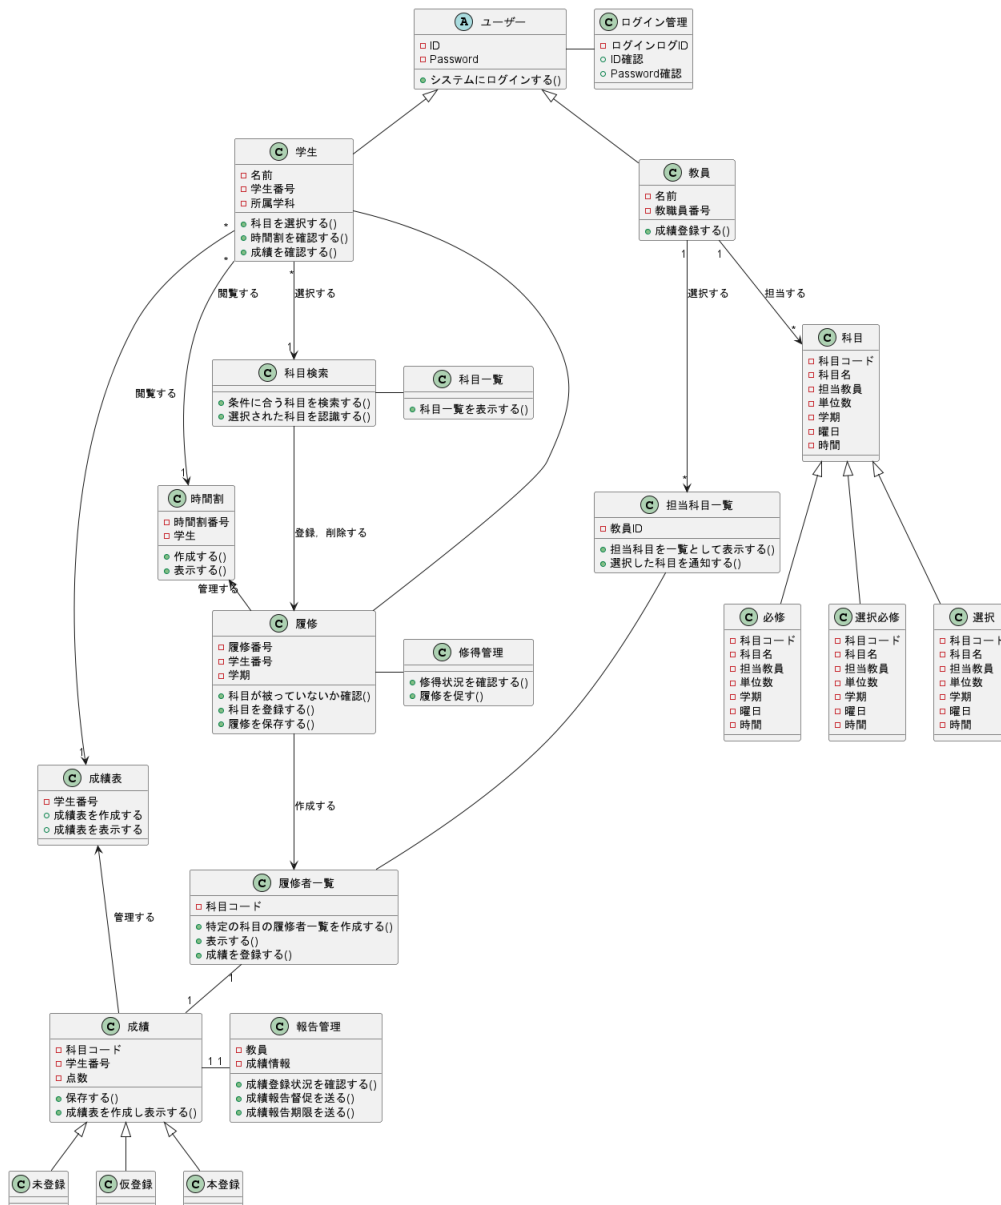 A ユーザー
ID
Password
システムにログインする()
C ログイン管理
ログインログID
ID確認
Password確認
C 学生
名前
学生番号
所属学科
科目を選択する()
時間割を確認する()
成績を確認する()
C 教員
名前
教職員番号
成績登録する()
*
*
閲覧する
*
選択する
1
1
選択する
1
担当する
*
C 科目
科目コード
科目名
担当教員
単位数
学期
曜日
時間
1
C 科目検索
条件に合う科目を検索する()
選択された科目を認識する()
C 科目一覧
科目一覧を表示する()
閲覧する
1
C 時間割
時間割番号
学生
作成する()
表示する()
管理する
登録, 削除する
*
C 担当科目一覧
教員ID
担当科目を一覧として表示する()
選択した科目を通知する()
C 履修
履修番号
学生番号
学期
科目が被っていないか確認()
科目を登録する()
履修を保存する()
C 修得管理
修得状況を確認する()
履修を促す()
C 必修
科目コード
科目名
担当教員
単位数
学期
曜日
時間
C 選択必修
科目コード
科目名
担当教員
単位数
学期
曜日
時間
C 選択
科目コード
科目名
担当教員
単位数
学期
曜日
時間
1
C 成績表
学生番号
成績表を作成する
成績表を表示する
作成する
管理する
C 履修者一覧
科目コード
特定の科目の履修者一覧を作成する()
表示する()
成績を登録する()
1
1
C 成績
科目コード
学生番号
点数
保存する()
成績表を作成し表示する()
1 1
C 報告管理
教員
成績情報
成績登録状況を確認する()
成績報告督促を送る()
成績報告期限を送る()
C 未登録
C 仮登録
C 本登録